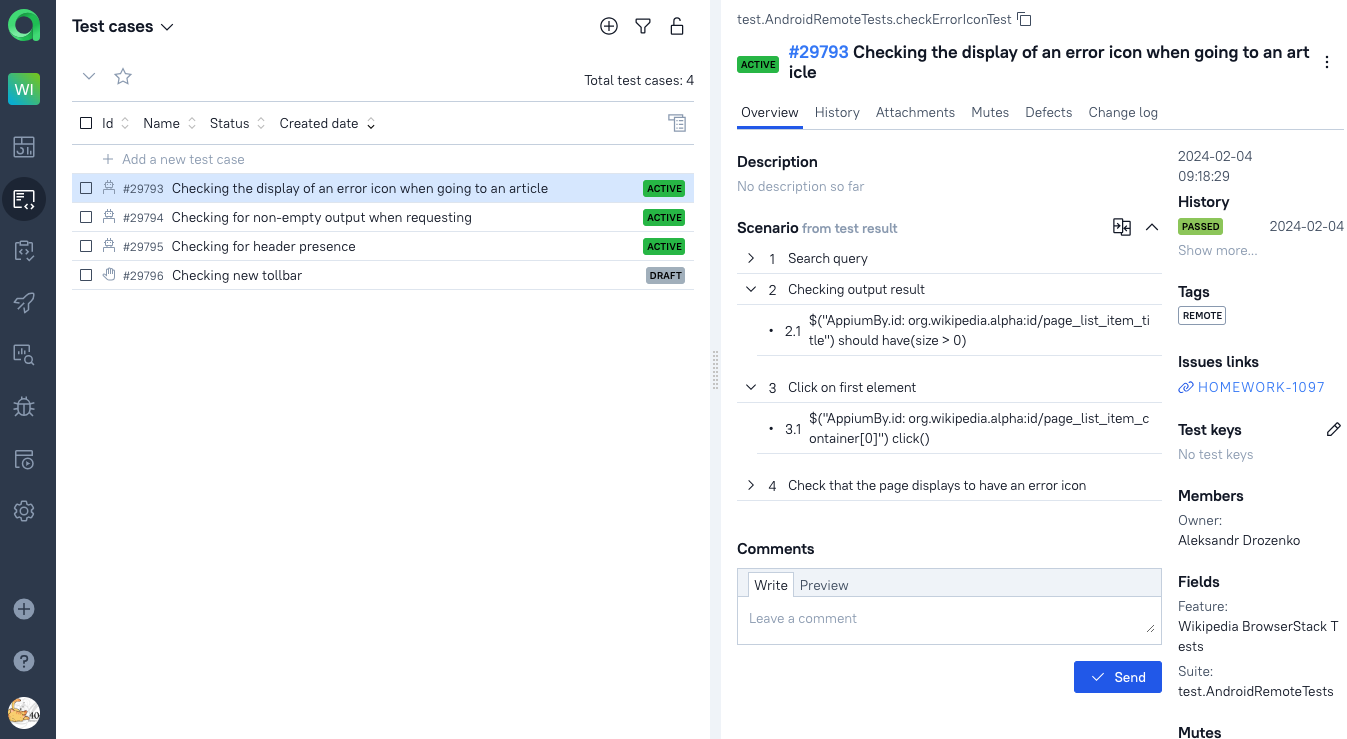 WI
Test cases
Total test cases: 4
Id Name Status Created date
Add a new test case
#29793 Checking the display of an error icon when going to an article ACTIVE
#29794 Checking for non-empty output when requesting ACTIVE
#29795 Checking for header presence ACTIVE
#29796 Checking new tollbar DRAFT
test.AndroidRemoteTests.checkErrorIconTest
ACTIVE
#29793 Checking the display of an error icon when going to an art
icle
Overview History Attachments Mutes Defects Change log
Description
No description so far
Scenario from test result
1 Search query
2 Checking output result
• 2.1 $("AppiumBy.id: org.wikipedia.alpha:id/page_list_item_ti
tle") should have(size > 0)
3 Click on first element
• 3.1 $("AppiumBy.id: org.wikipedia.alpha:id/page_list_item_c
ontainer[0]") click()
4 Check that the page displays to have an error icon
Comments
Write Preview
Leave a comment
Send
2024-02-04
09:18:29
History
PASSED 2024-02-04
Show more...
Tags
REMOTE
Issues links
HOMEWORK-1097
Test keys
No test keys
Members
Owner:
Aleksandr Drozenko
Fields
Feature:
Wikipedia BrowserStack T
ests
Suite:
test.AndroidRemoteTests
Mutes